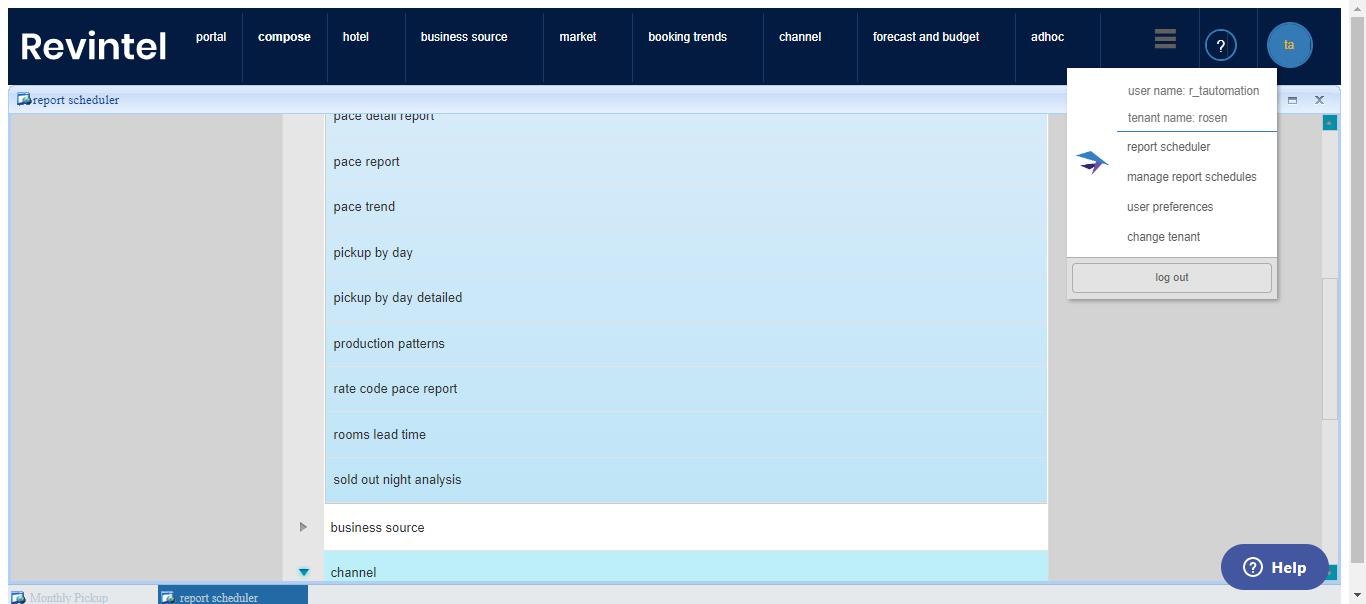 Revintel
portal
compose
hotel
business source
market
booking trends
channel
forecast and budget
adhoc
?
ta
report scheduler
user name: r_tautomation
tenant name: rosen
report scheduler
manage report schedules
user preferences
change tenant
log out
pace detail report
pace report
pace trend
pickup by day
pickup by day detailed
production patterns
rate code pace report
rooms lead time
sold out night analysis
business source
channel
? Help
Monthly Pickup
report scheduler